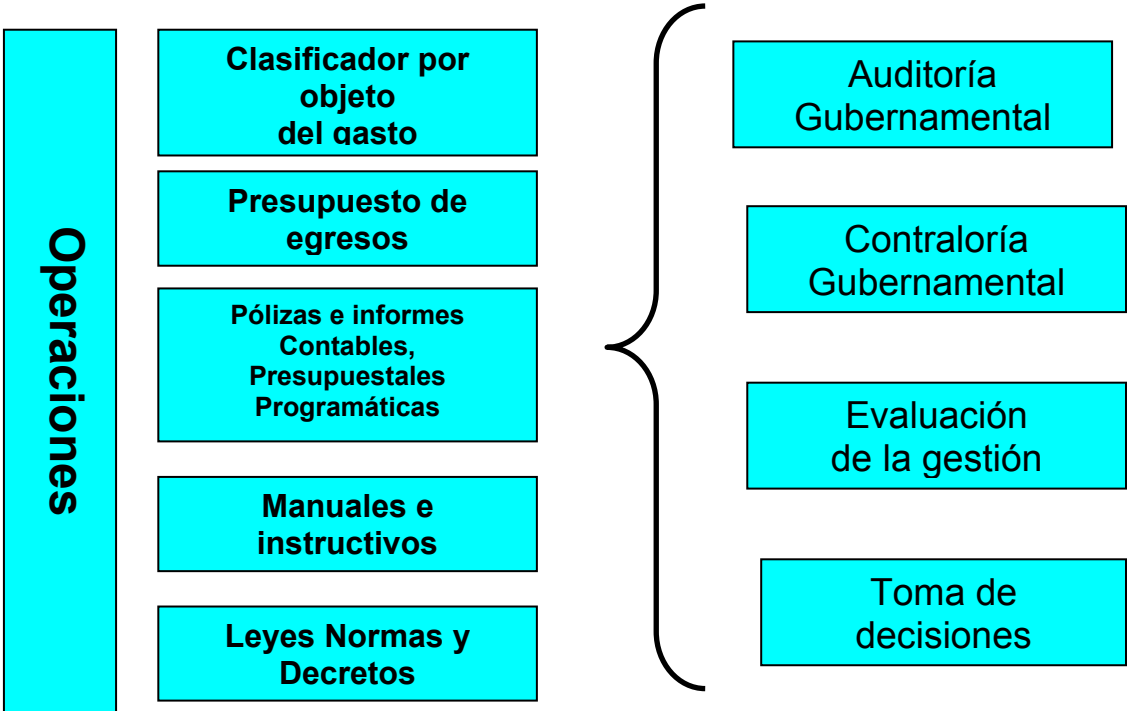 Operaciones
Clasificador por
objeto
del gasto
Presupuesto de
egresos
Pólizas e informes
Contables,
Presupuestales
Programáticas
Manuales e
instructivos
Leyes Normas y
Decretos
Auditoría
Gubernamental
Contraloría
Gubernamental
Evaluación
de la gestión
Toma de
decisiones